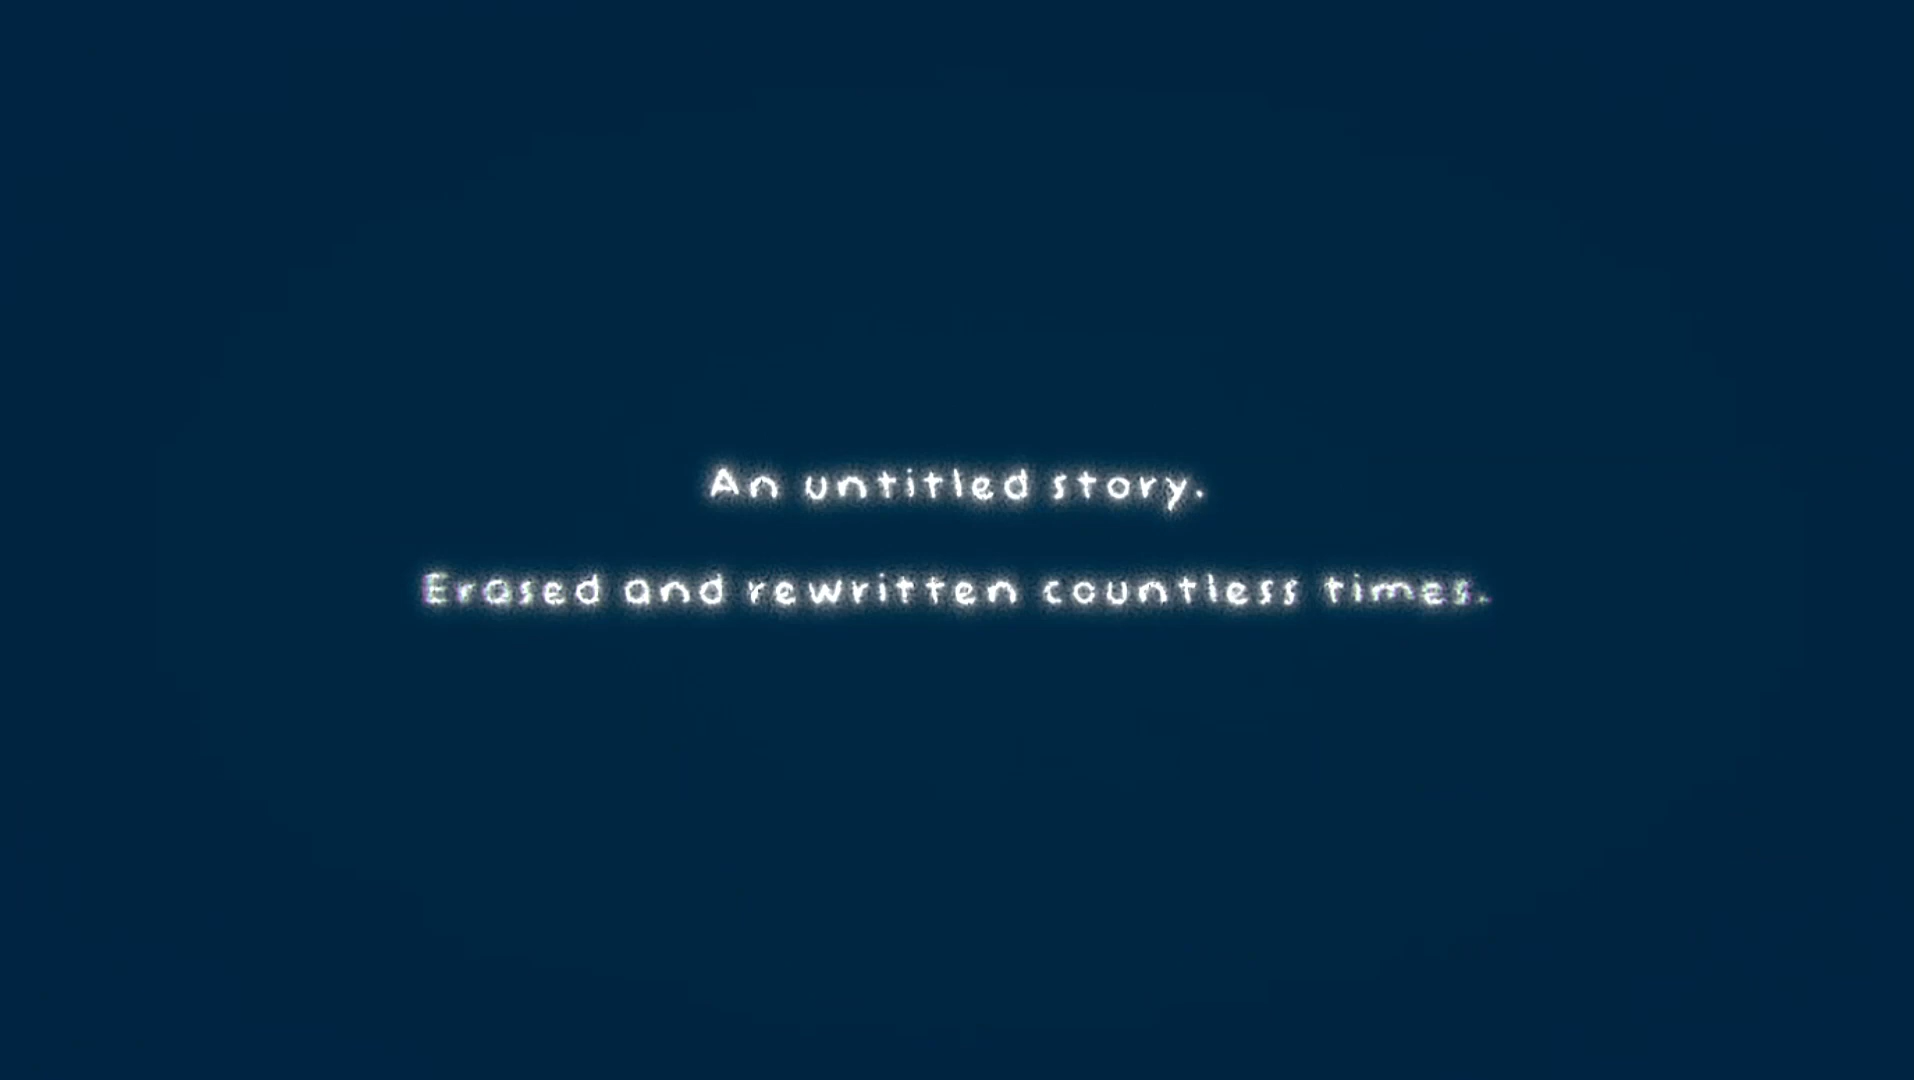 An untitled story.
Erased and rewritten countless times.